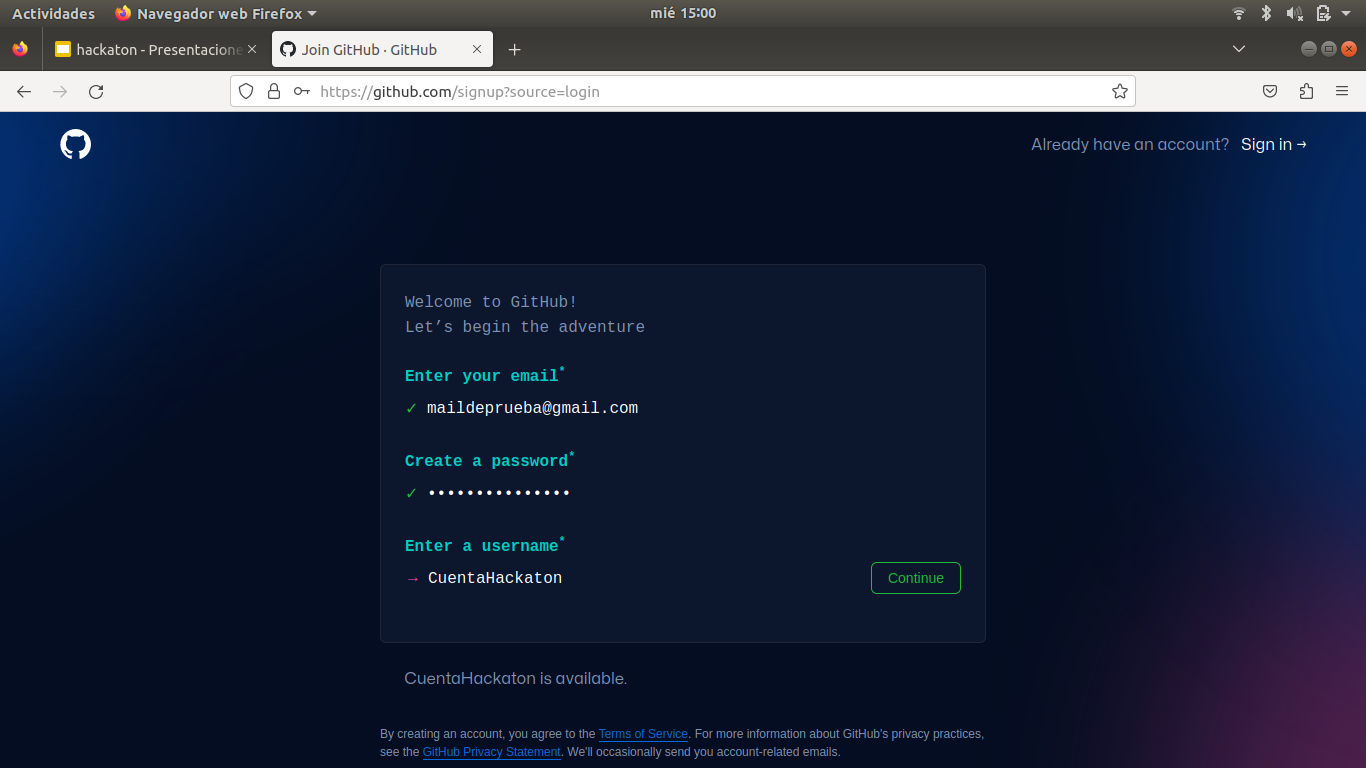 Actividades Navegador web Firefox mié 15:00
hackaton - Presentacione Join GitHub · GitHub
https://github.com/signup?source=login
Already have an account? Sign in →
Welcome to GitHub!
Let’s begin the adventure
Enter your email*
✓ maildeprueba@gmail.com
Create a password*
✓ •••••••••••••••
Enter a username*
→ CuentaHackaton Continue
CuentaHackaton is available.
By creating an account, you agree to the Terms of Service. For more information about GitHub's privacy practices,
see the GitHub Privacy Statement. We'll occasionally send you account-related emails.